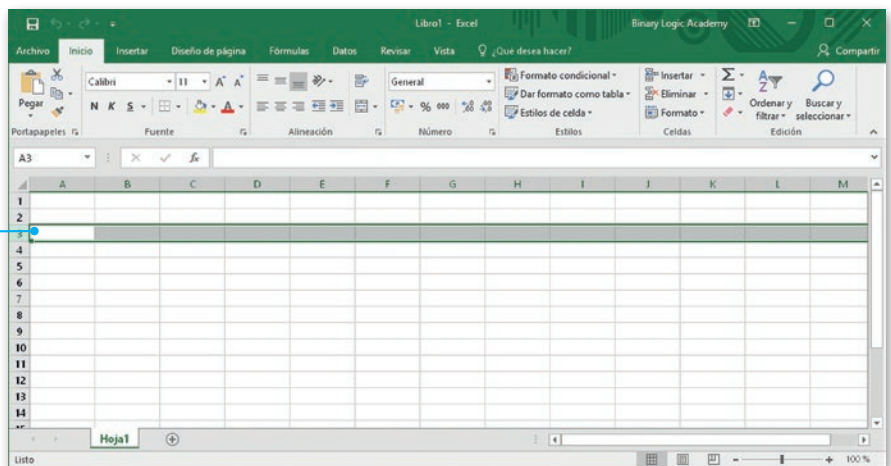 Libro1 - Excel
Binary Logic Academy
Archivo Inicio Insertar Diseño de página Fórmulas Datos Revisar Vista ¿Qué desea hacer? Compartir
Pegar
Calibri 11 A A
General
N K S A
% 000
Formato condicional
Dar formato como tabla
Estilos de celda
Insertar
Eliminar
Formato
Ordenar y filtrar
Buscar y seleccionar
Portapapeles Fuente Alineación Número Estilos Celdas Edición
A3 fx
A B C D E F G H I J K L M
1
2
3
4
5
6
7
8
9
10
11
12
13
14
Hoja1
Listo 100 %